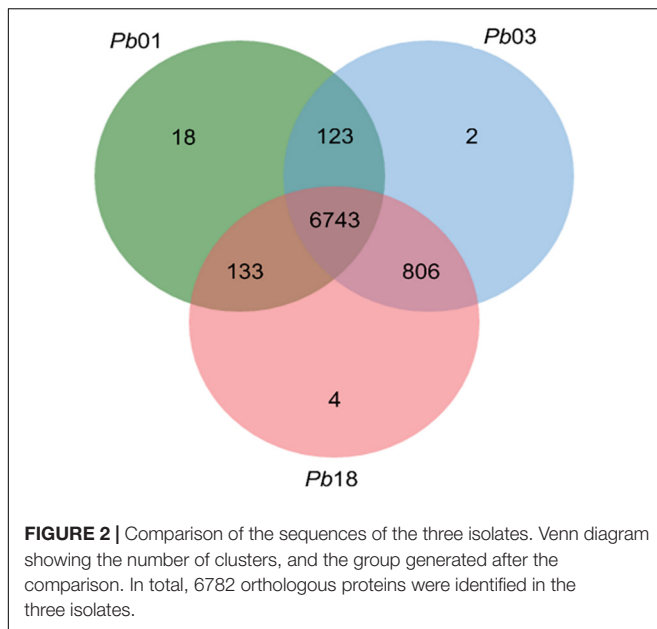 Pb01
Pb03
18
123
2
6743
133
806
4
Pb18
FIGURE 2 | Comparison of the sequences of the three isolates. Venn diagram
showing the number of clusters, and the group generated after the
comparison. In total, 6782 orthologous proteins were identified in the
three isolates.